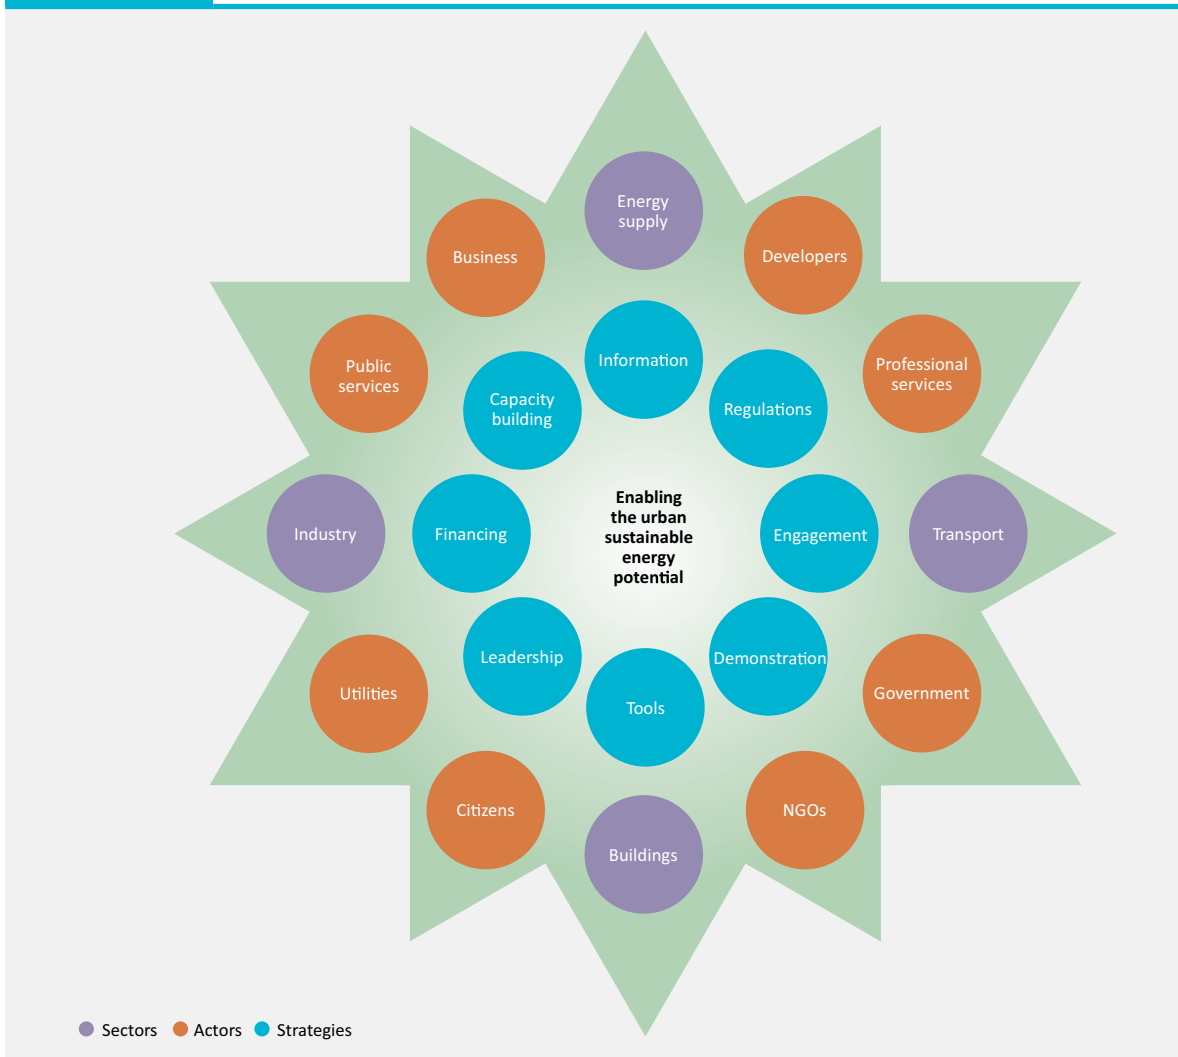 Energy
supply
Business
Developers
Public
services
Professional
services
Information
Capacity
building
Regulations
Enabling
the urban
sustainable
energy
potential
Industry
Financing
Engagement
Transport
Leadership
Demonstration
Utilities
Government
Tools
Citizens
NGOs
Buildings
Sectors Actors Strategies